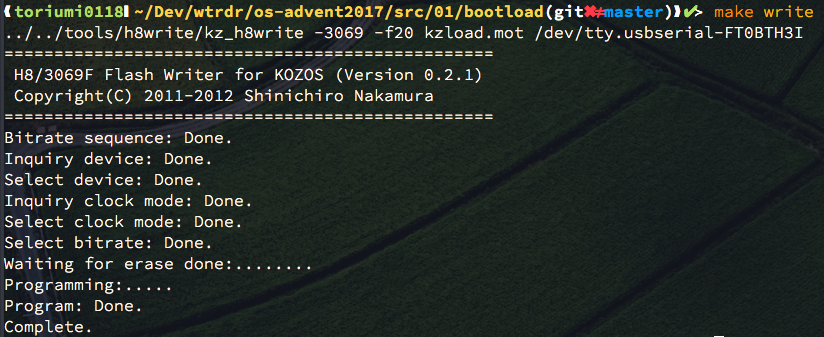 toriumi0118 ~/Dev/wtrdr/os-advent2017/src/01/bootload(git✖≠master) ✔> make write
../../tools/h8write/kz_h8write -3069 -f20 kzload.mot /dev/tty.usbserial-FT0BTH3I
==================================================
 H8/3069F Flash Writer for KOZOS (Version 0.2.1)
 Copyright(C) 2011-2012 Shinichiro Nakamura
==================================================
Bitrate sequence: Done.
Inquiry device: Done.
Select device: Done.
Inquiry clock mode: Done.
Select clock mode: Done.
Select bitrate: Done.
Waiting for erase done:........
Programming:.....
Program: Done.
Complete.